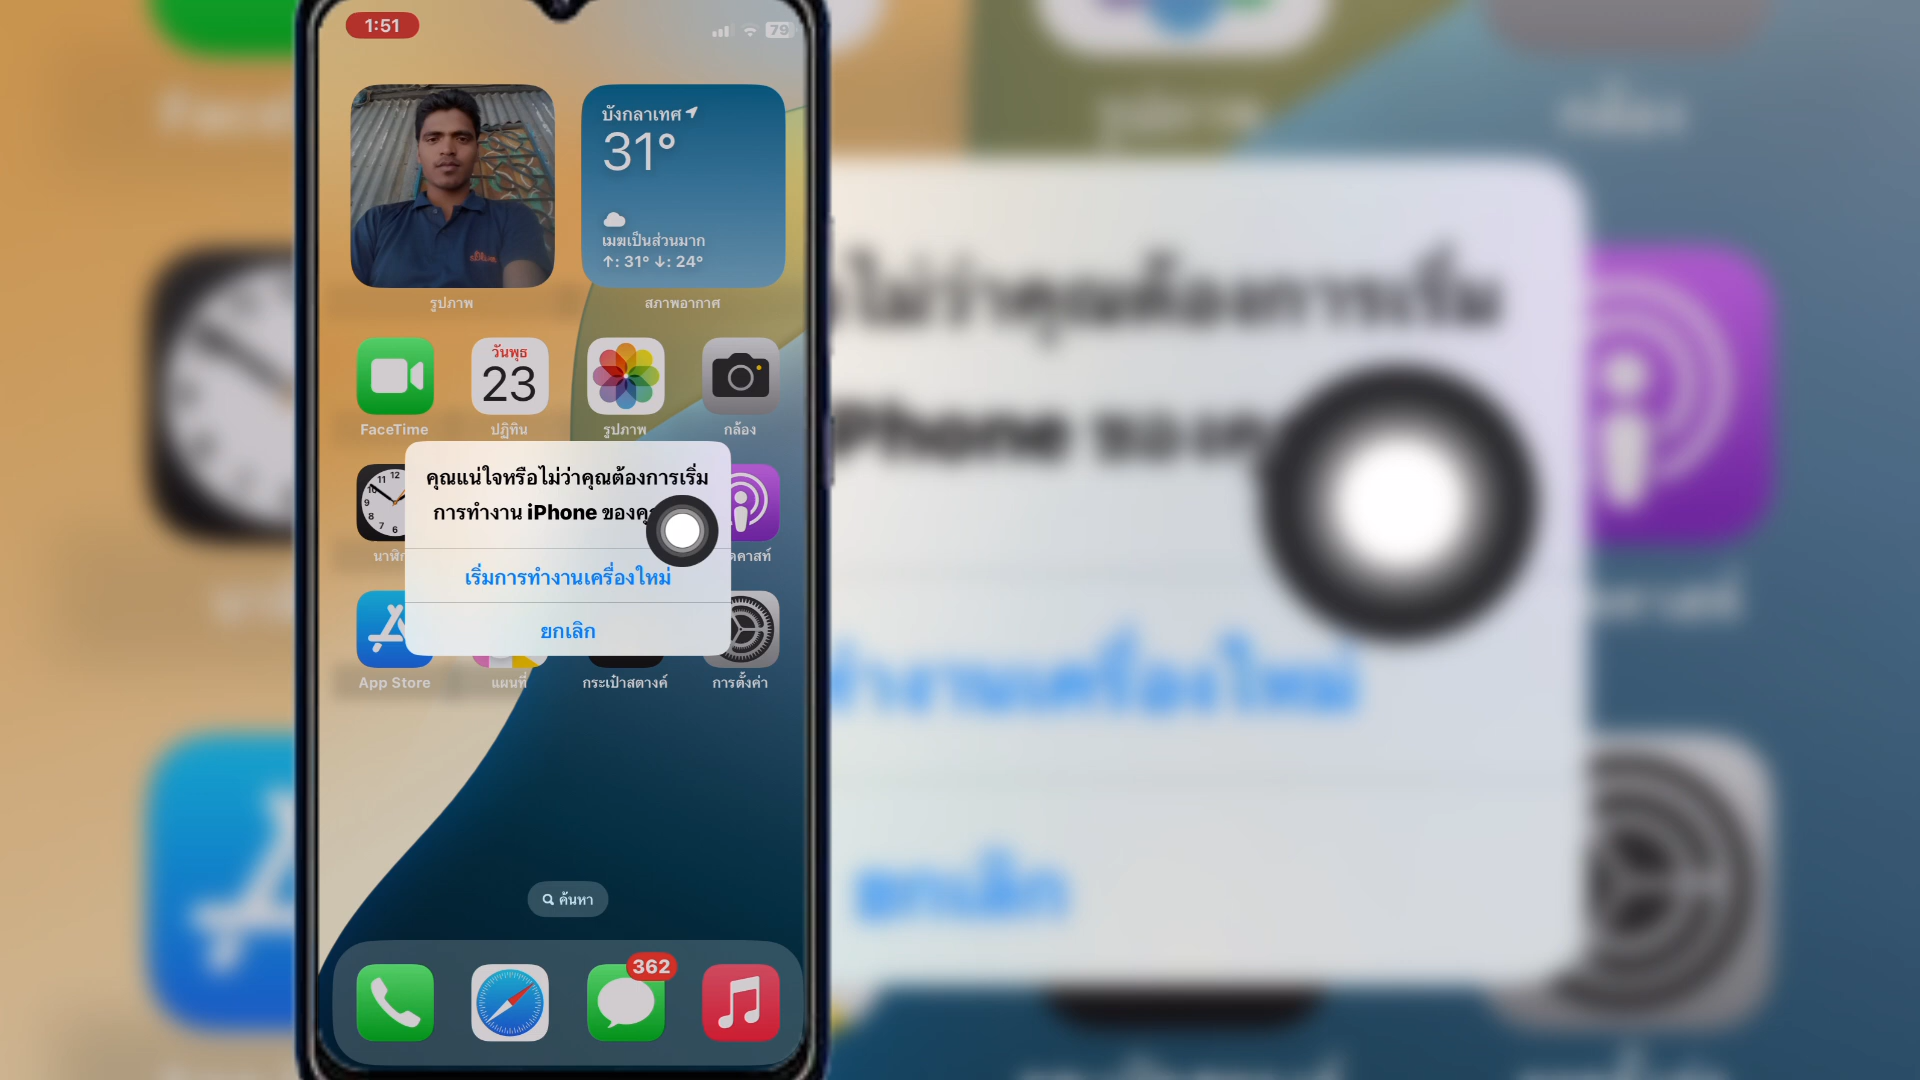 1:51
79
บังกลาเทศ
31°
เมฆเป็นส่วนมาก
↑: 31° ↓: 24°
รูปภาพ
สภาพอากาศ
วันพุธ
23
FaceTime
ปฏิทิน
รูปภาพ
กล้อง
คุณแน่ใจหรือไม่ว่าคุณต้องการเริ่ม
การทำงาน iPhone ของคุ
เริ่มการทำงานเครื่องใหม่
ยกเลิก
App Store
แผนที่
กระเป๋าสตางค์
การตั้งค่า
ค้นหา
362